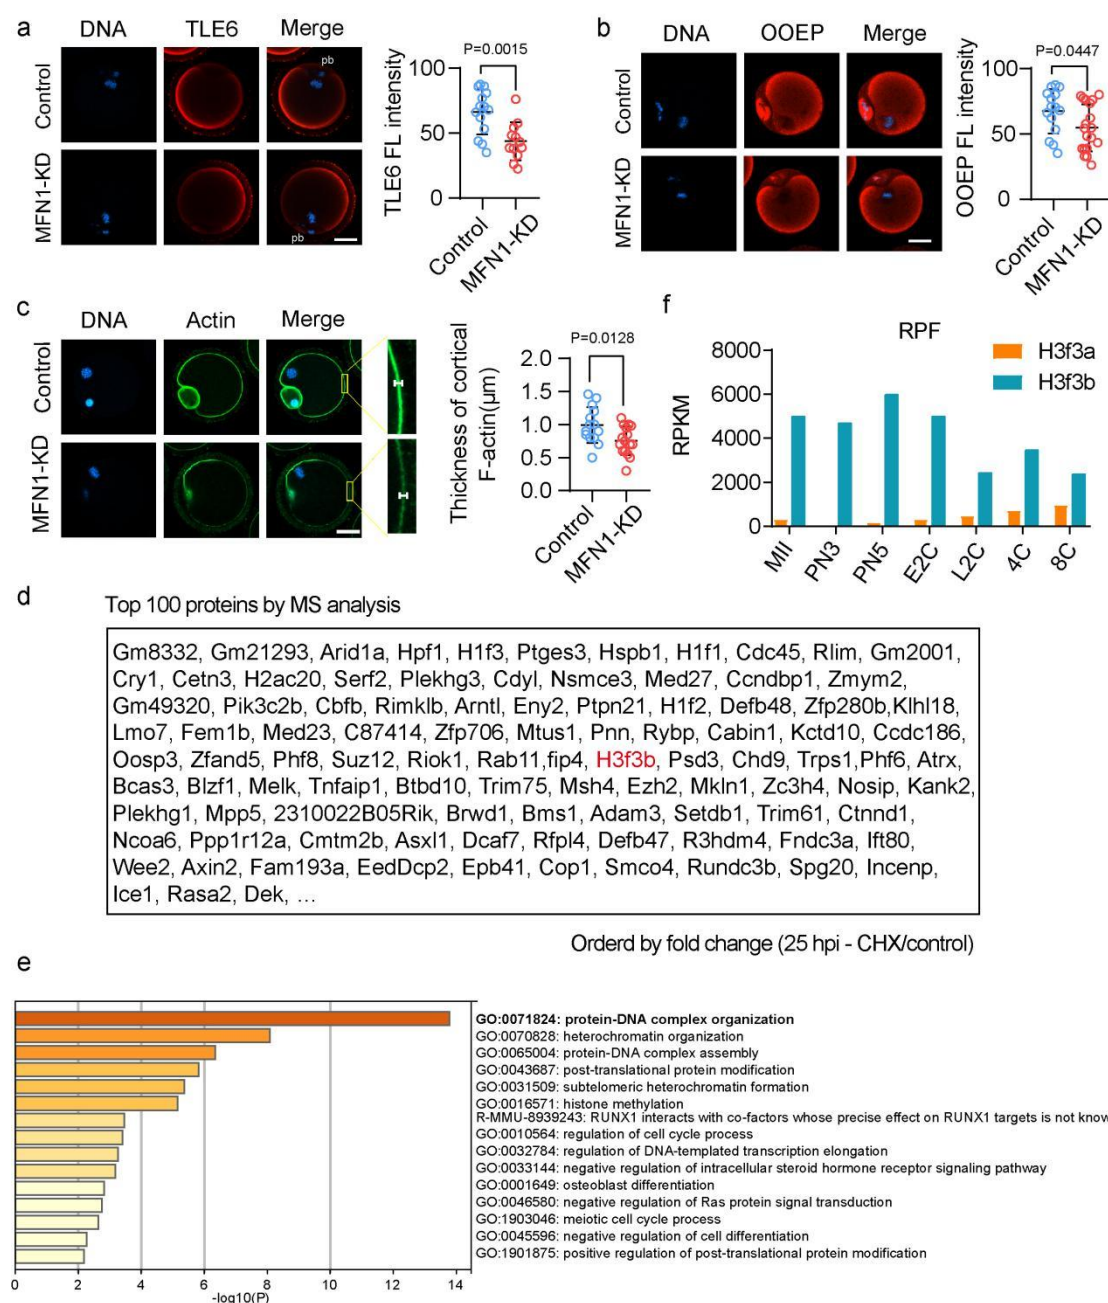 a
DNA TLE6 Merge
Control
MFN1-KD
pb
pb
P=0.0015
TLE6 FL intensity
100
50
0
Control
MFN1-KD
b
DNA OOEP Merge
Control
MFN1-KD
P=0.0447
OOEP FL intensity
100
50
0
Control
MFN1-KD
c
DNA Actin Merge
Control
MFN1-KD
P=0.0128
Thickness of cortical
F-actin(μm)
2.0
1.5
1.0
0.5
0.0
Control
MFN1-KD
f
RPF
H3f3a
H3f3b
RPKM
8000
6000
4000
2000
0
MII PN3 PN5 E2C L2C 4C 8C
d
Top 100 proteins by MS analysis
Gm8332, Gm21293, Arid1a, Hpf1, H1f3, Ptges3, Hspb1, H1f1, Cdc45, Rlim, Gm2001,
Cry1, Cetn3, H2ac20, Serf2, Plekhg3, Cdyl, Nsmce3, Med27, Ccndbp1, Zmym2,
Gm49320, Pik3c2b, Cbfb, Rimklb, Arntl, Eny2, Ptpn21, H1f2, Defb48, Zfp280b,Klhl18,
Lmo7, Fem1b, Med23, C87414, Zfp706, Mtus1, Pnn, Rybp, Cabin1, Kctd10, Ccdc186,
Oosp3, Zfand5, Phf8, Suz12, Riok1, Rab11,fip4, H3f3b, Psd3, Chd9, Trps1,Phf6, Atrx,
Bcas3, Blzf1, Melk, Tnfaip1, Btbd10, Trim75, Msh4, Ezh2, Mkln1, Zc3h4, Nosip, Kank2,
Plekhg1, Mpp5, 2310022B05Rik, Brwd1, Bms1, Adam3, Setdb1, Trim61, Ctnnd1,
Ncoa6, Ppp1r12a, Cmtm2b, Asxl1, Dcaf7, Rfpl4, Defb47, R3hdm4, Fndc3a, Ift80,
Wee2, Axin2, Fam193a, EedDcp2, Epb41, Cop1, Smco4, Rundc3b, Spg20, Incenp,
Ice1, Rasa2, Dek, ...
Orderd by fold change (25 hpi - CHX/control)
e
GO:0071824: protein-DNA complex organization
GO:0070828: heterochromatin organization
GO:0065004: protein-DNA complex assembly
GO:0043687: post-translational protein modification
GO:0031509: subtelomeric heterochromatin formation
GO:0016571: histone methylation
R-MMU-8939243: RUNX1 interacts with co-factors whose precise effect on RUNX1 targets is not know
GO:0010564: regulation of cell cycle process
GO:0032784: regulation of DNA-templated transcription elongation
GO:0033144: negative regulation of intracellular steroid hormone receptor signaling pathway
GO:0001649: osteoblast differentiation
GO:0046580: negative regulation of Ras protein signal transduction
GO:1903046: meiotic cell cycle process
GO:0045596: negative regulation of cell differentiation
GO:1901875: positive regulation of post-translational protein modification
0 2 4 6 8 10 12 14
-log10(P)